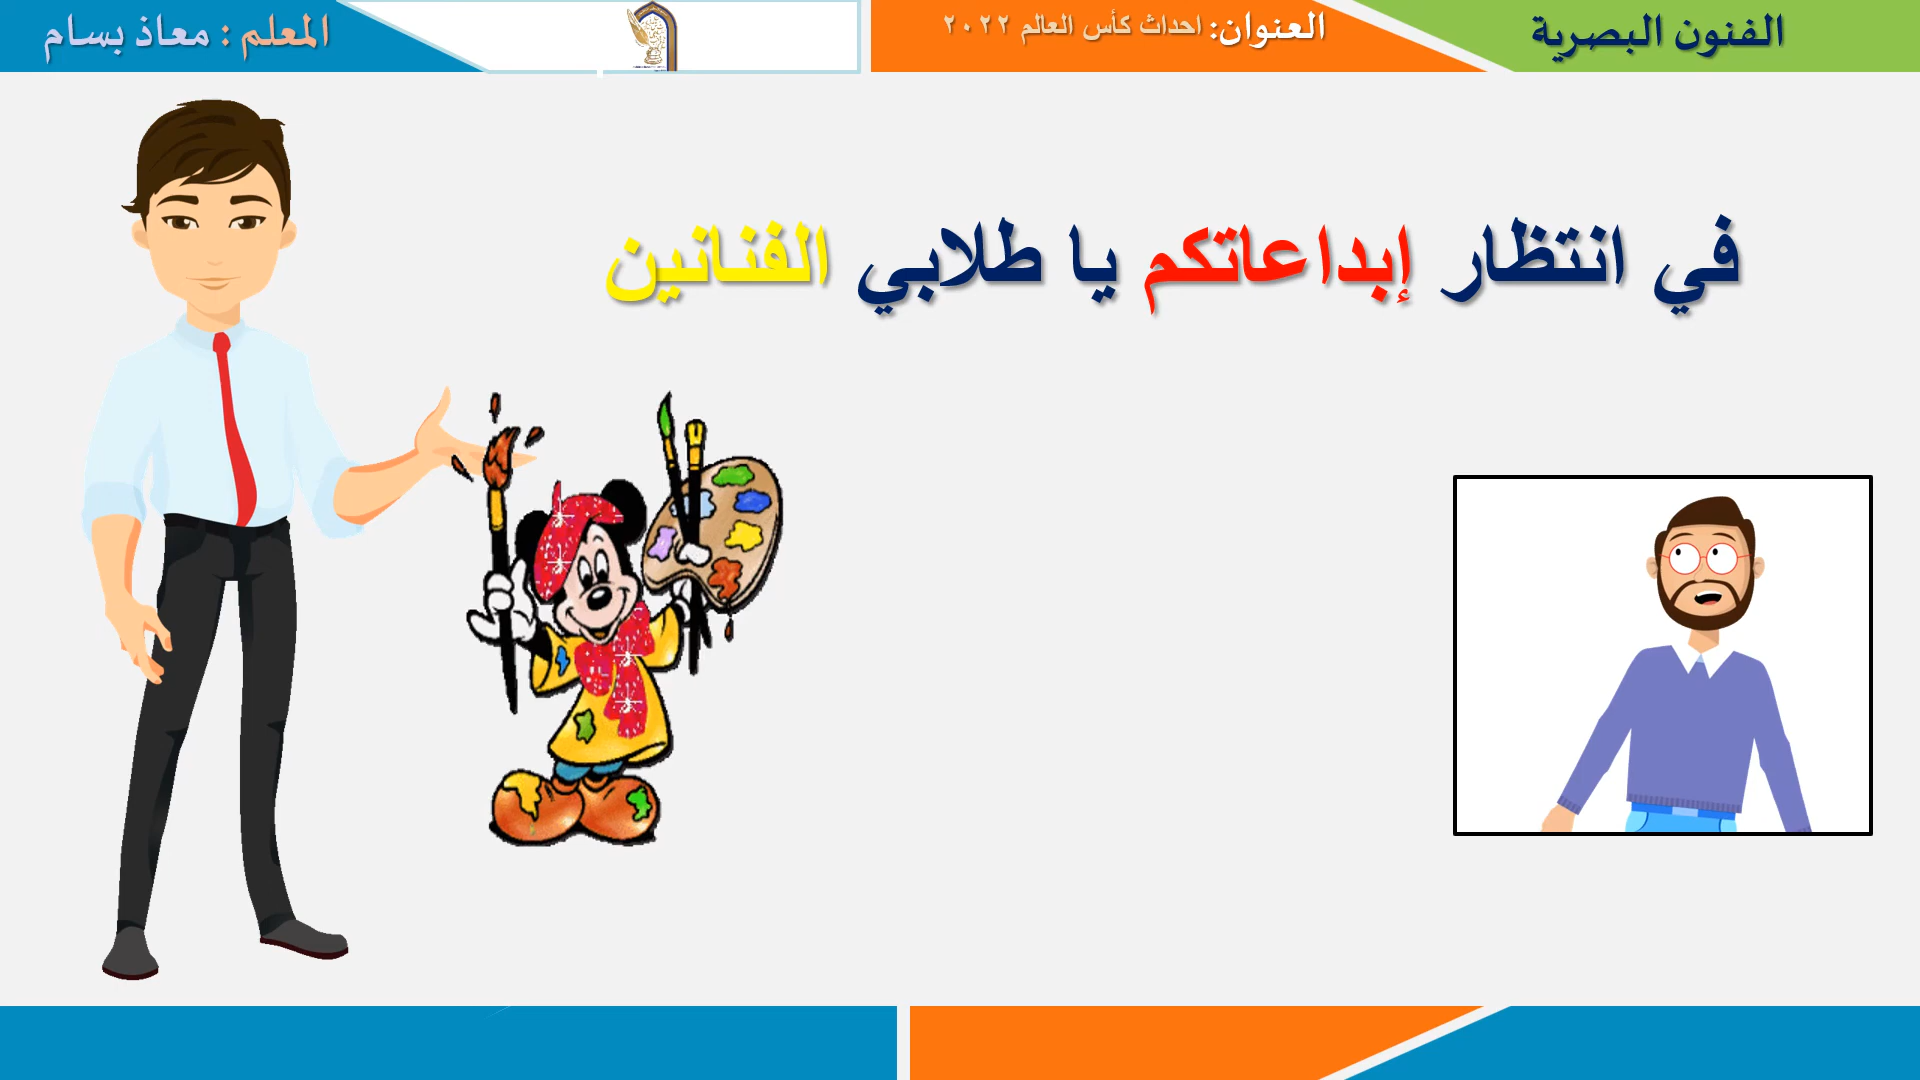 الفنون البصرية
العنوان: احداث كأس العالم ٢٠٢٢
المعلم : معاذ بسام
في انتظار إبداعاتكم يا طلابي الفنانين